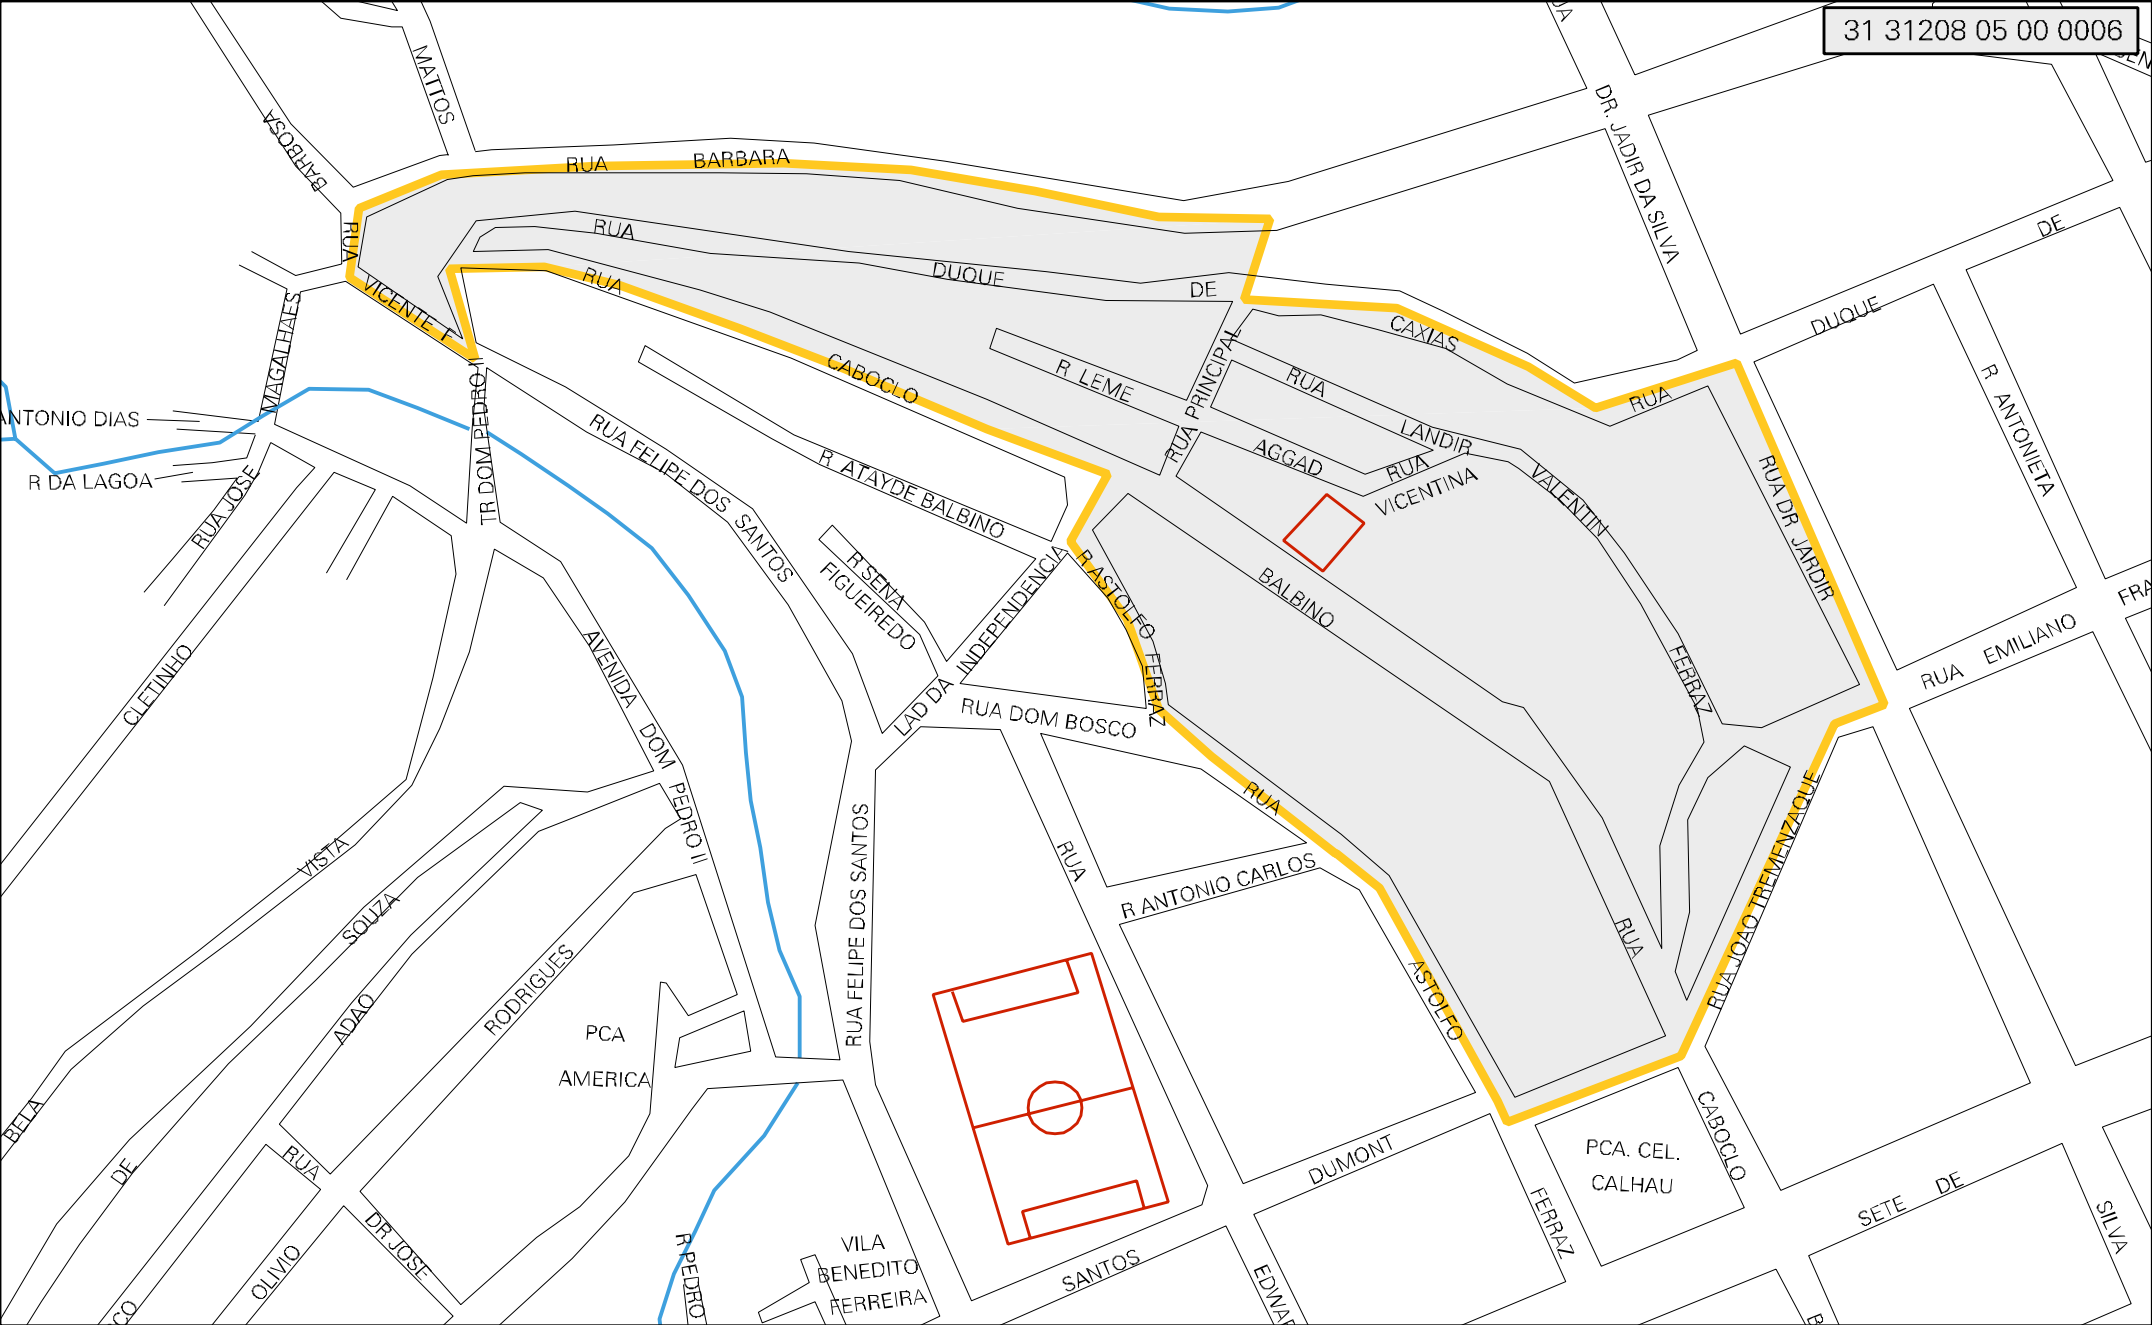 31 31208 05 00 0006
MATTOS
BARBOSA
BARBARA
RUA
BARBARA
DR. JADIR DA SILVA
RUA
RUA
DUQUE
DE
CAXIAS
RUA
DUQUE
DE
VICENTE F
RUA
CABOCLO
R LEME
RUA PRINCIPAL
RUA
LANDIR
VALENTIN
FERRAZ
AGGAD
RUA
VICENTINA
R ANTONIETA
RUA DR JARDIR
MAGALHAES
ANTONIO DIAS
R DA LAGOA
RUA JOSE
TR DOM PEDRO II
RUA FELIPE DOS SANTOS
R ATAYDE BALBINO
R SENA
FIGUEIREDO
LAD DA INDEPENDENCIA
R ASTOLFO FERRAZ
BALBINO
RUA
RUA EMILIANO
FRA
CLETINHO
AVENIDA DOM PEDRO II
RUA DOM BOSCO
RUA
RUA
R ANTONIO CARLOS
ASTOLFO
FERRAZ
RUA JOAO TREMENZAQUE
RUA FELIPE DOS SANTOS
VISTA
BELA
SOUZA
DE
ADAO
RODRIGUES
PCA
AMERICA
RUA
DR JOSE
OLIVIO
CO
R PEDRO
VILA
BENEDITO
FERREIRA
SANTOS
DUMONT
EDWAR
PCA. CEL.
CALHAU
CABOCLO
SETE DE
SILVA